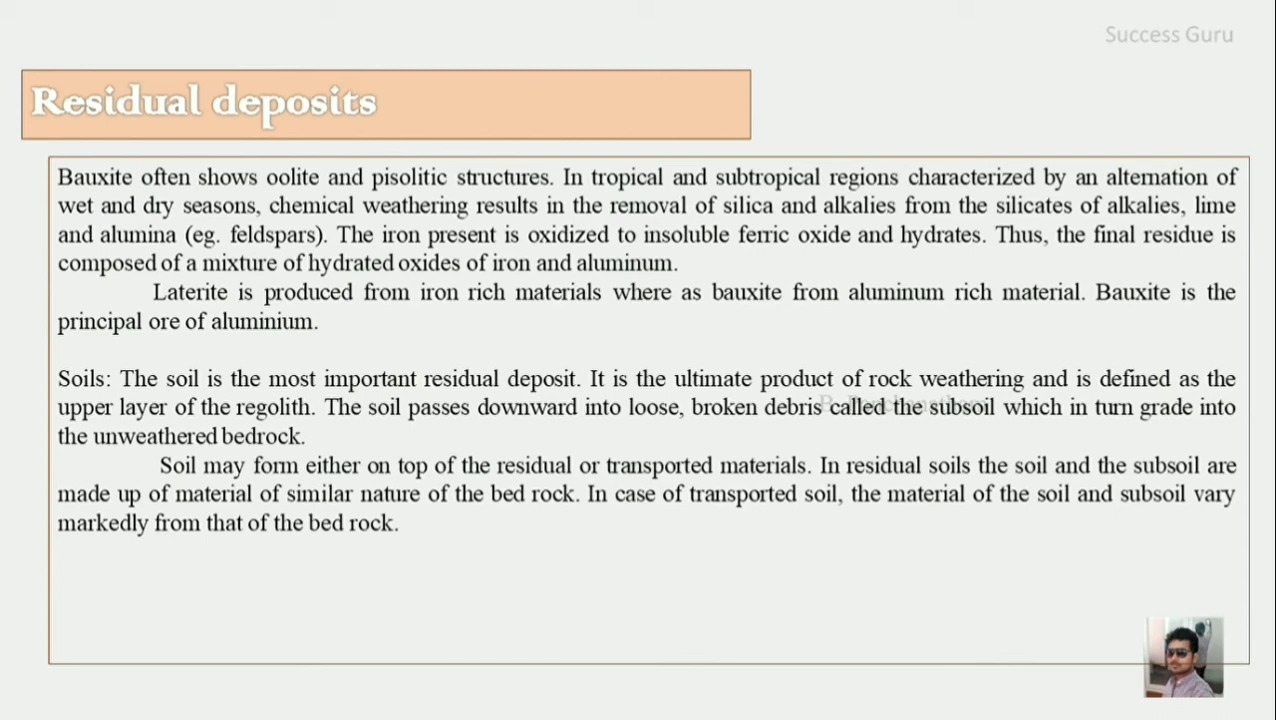 Success Guru
Residual deposits
Bauxite often shows oolite and pisolitic structures. In tropical and subtropical regions characterized by an alternation of
wet and dry seasons, chemical weathering results in the removal of silica and alkalies from the silicates of alkalies, lime
and alumina (eg. feldspars). The iron present is oxidized to insoluble ferric oxide and hydrates. Thus, the final residue is
composed of a mixture of hydrated oxides of iron and aluminum.
Laterite is produced from iron rich materials where as bauxite from aluminum rich material. Bauxite is the
principal ore of aluminium.
Soils: The soil is the most important residual deposit. It is the ultimate product of rock weathering and is defined as the
upper layer of the regolith. The soil passes downward into loose, broken debris called the subsoil which in turn grade into
the unweathered bedrock.
Soil may form either on top of the residual or transported materials. In residual soils the soil and the subsoil are
made up of material of similar nature of the bed rock. In case of transported soil, the material of the soil and subsoil vary
markedly from that of the bed rock.